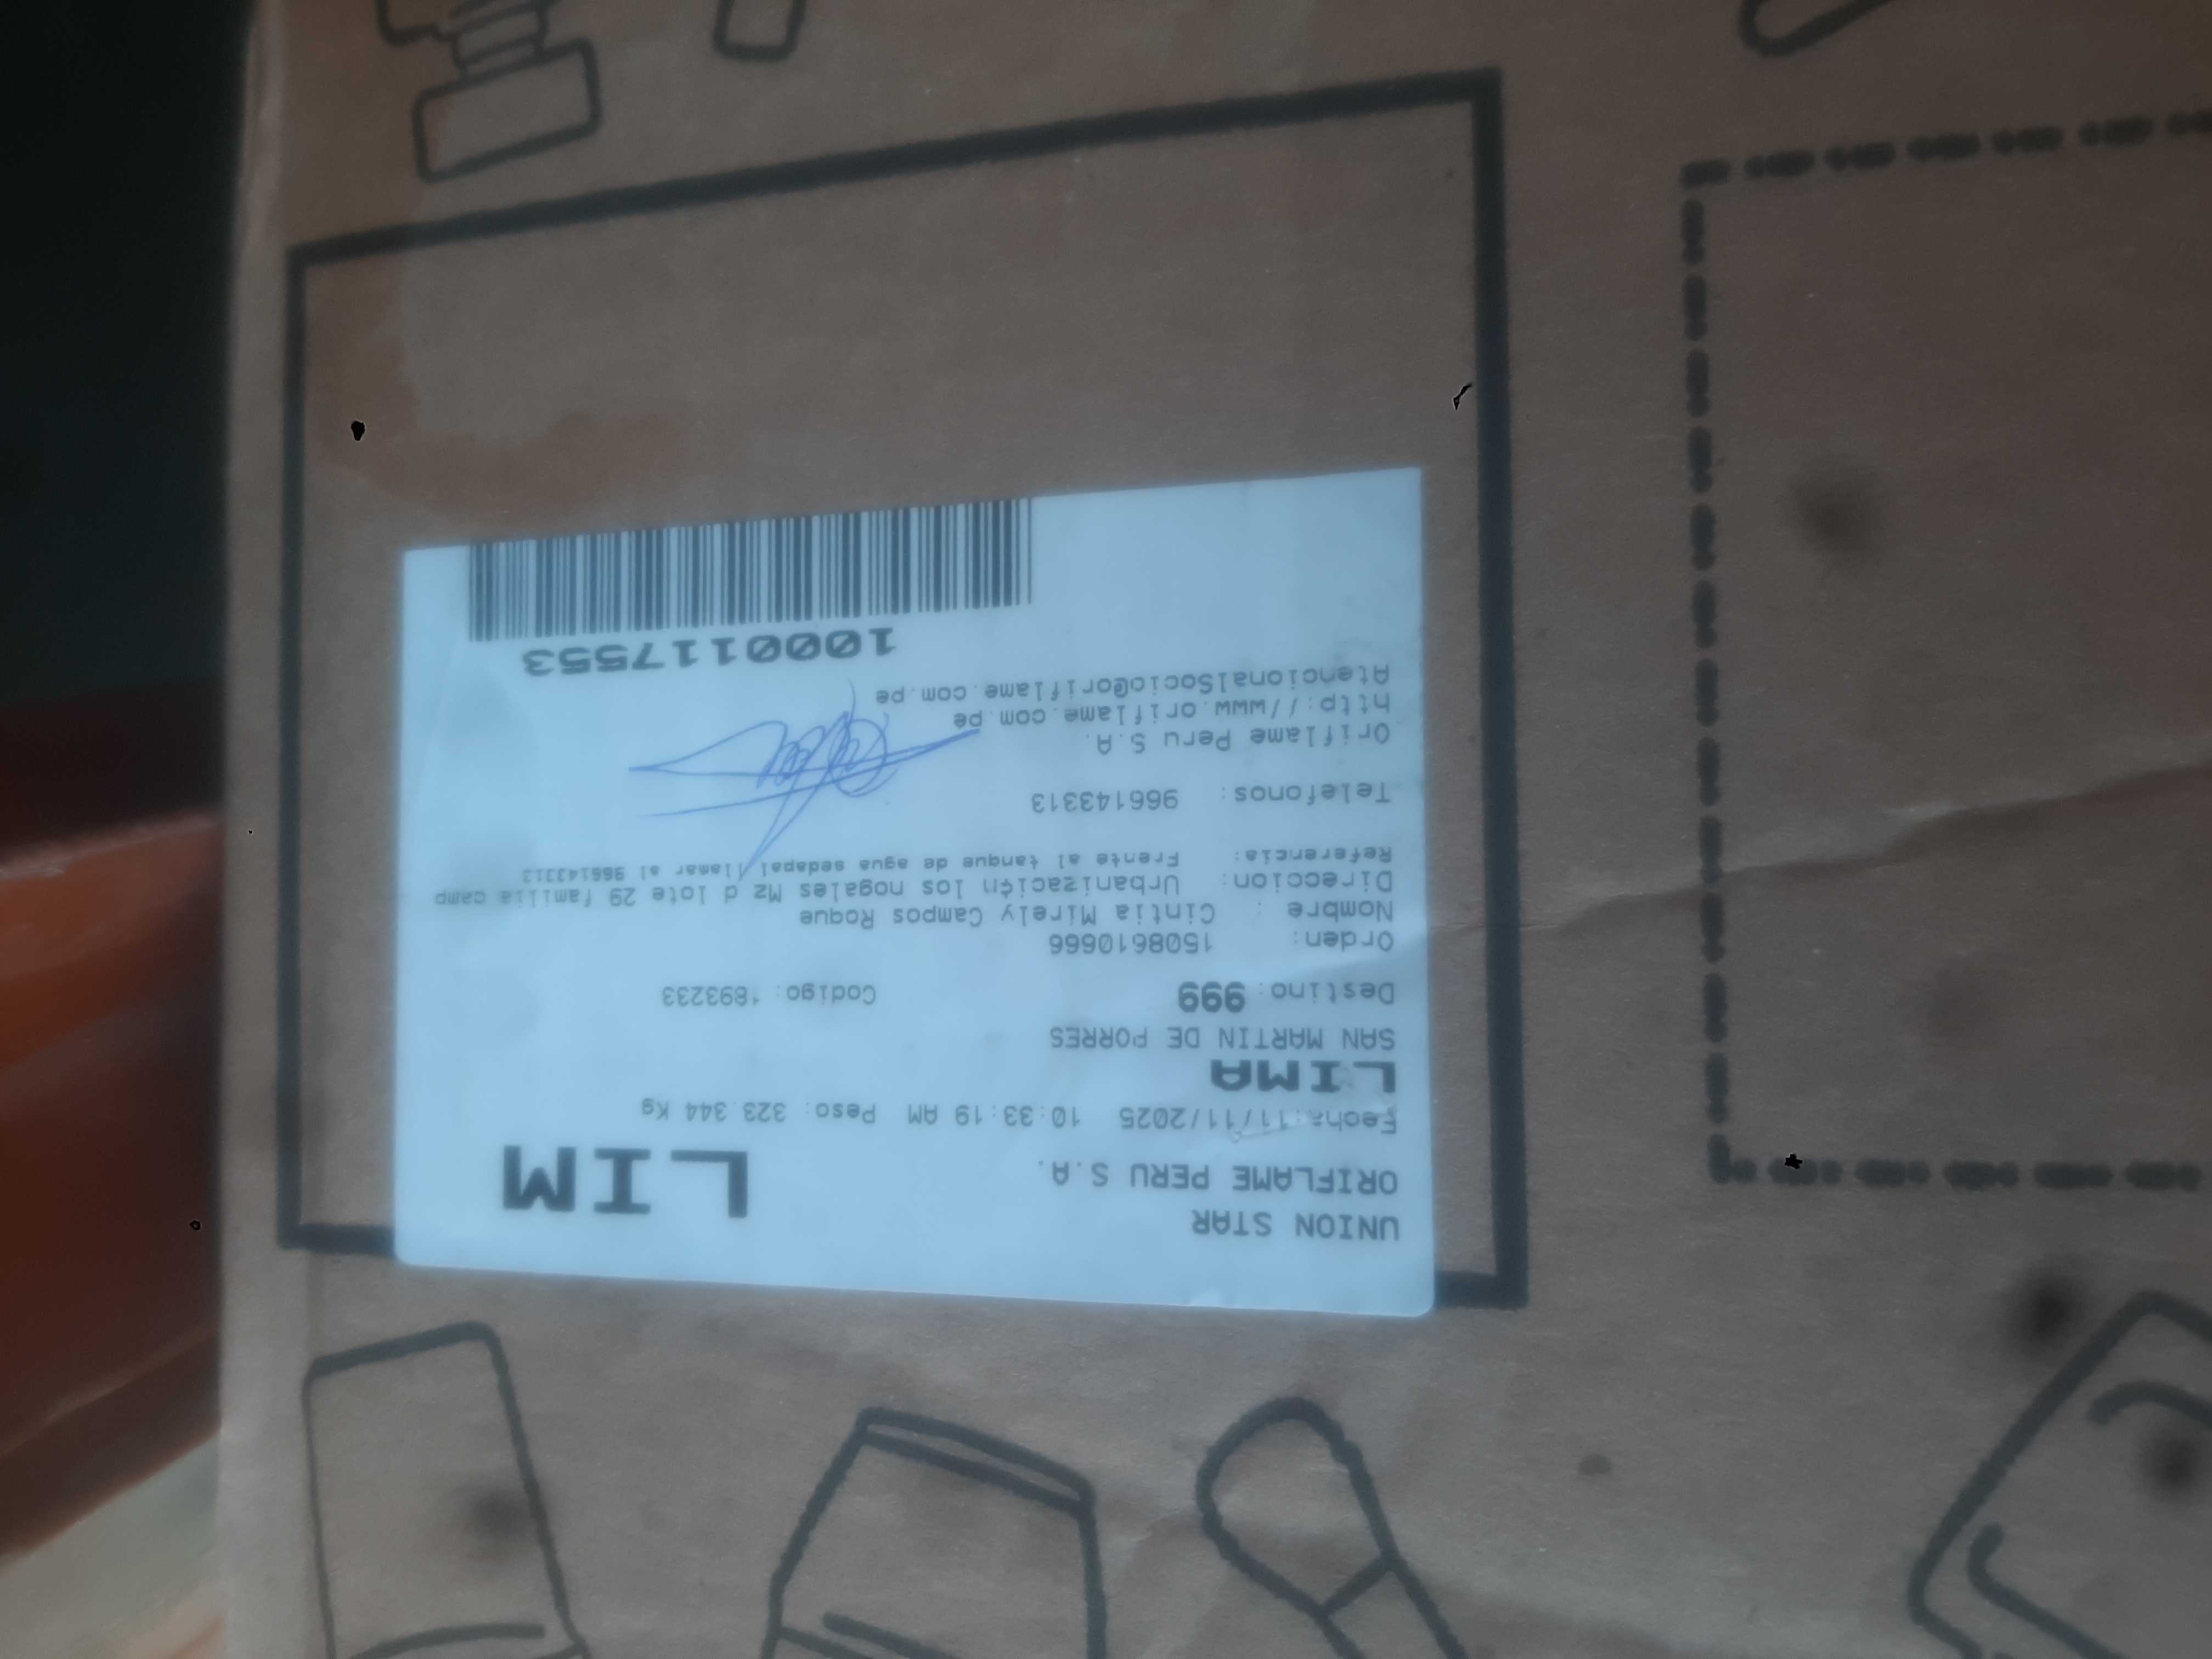 UNION STAR
ORIFLAME PERU S.A.
LIM
Fecha: 11/11/2025 10:33:19 AM Peso: 323.344 Kg
LIMA
SAN MARTIN DE PORRES
Destino: 999 Codigo: 1893233
Orden: 1508610666
Nombre : Cintia Mirely Campos Roque
Direccion: Urbanizaci¢n los nogales Mz d lote 29 familia camp
Referencia: Frente al tanque de agua sedapal llamar al 966143313
Telefonos: 966143313
Oriflame Peru S.A.
http://www.oriflame.com.pe
AtencionalSocio@oriflame.com.pe
1000117553